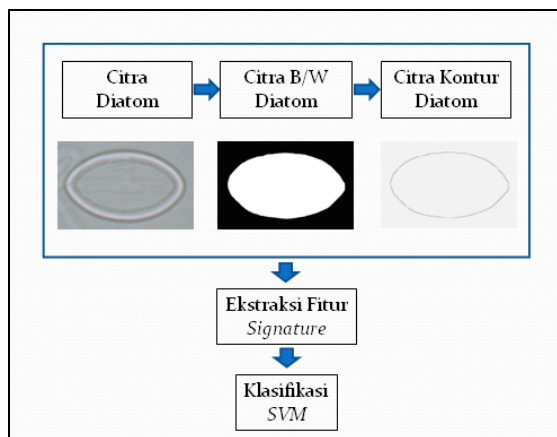 Citra
Diatom
Citra B/W
Diatom
Citra Kontur
Diatom
Ekstraksi Fitur
Signature
Klasifikasi
SVM